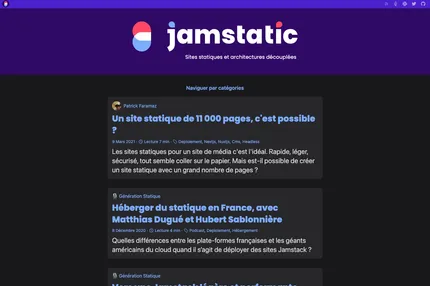 jamstatic
Sites statiques et architectures découplées
Naviguer par catégories
Patrick Faramaz
Un site statique de 11 000 pages, c'est possible
?
8 Mars 2021 Lecture 7 min Deploiement, Nextjs, Nuxtjs, Cms, Headless
Les sites statiques pour un site de média c'est l'idéal. Rapide, léger,
sécurisé, tout semble coller sur le papier. Mais est-il possible de créer
un site statique avec un grand nombre de pages ?
Génération Statique
Héberger du statique en France, avec
Matthias Dugué et Hubert Sablonnière
8 Décembre 2020 Lecture 4 min Podcast, Deploiement, Hébergement
Quelles différences entre les plate-formes françaises et les géants
américains du cloud quand il s'agit de déployer des sites Jamstack ?
Génération Statique